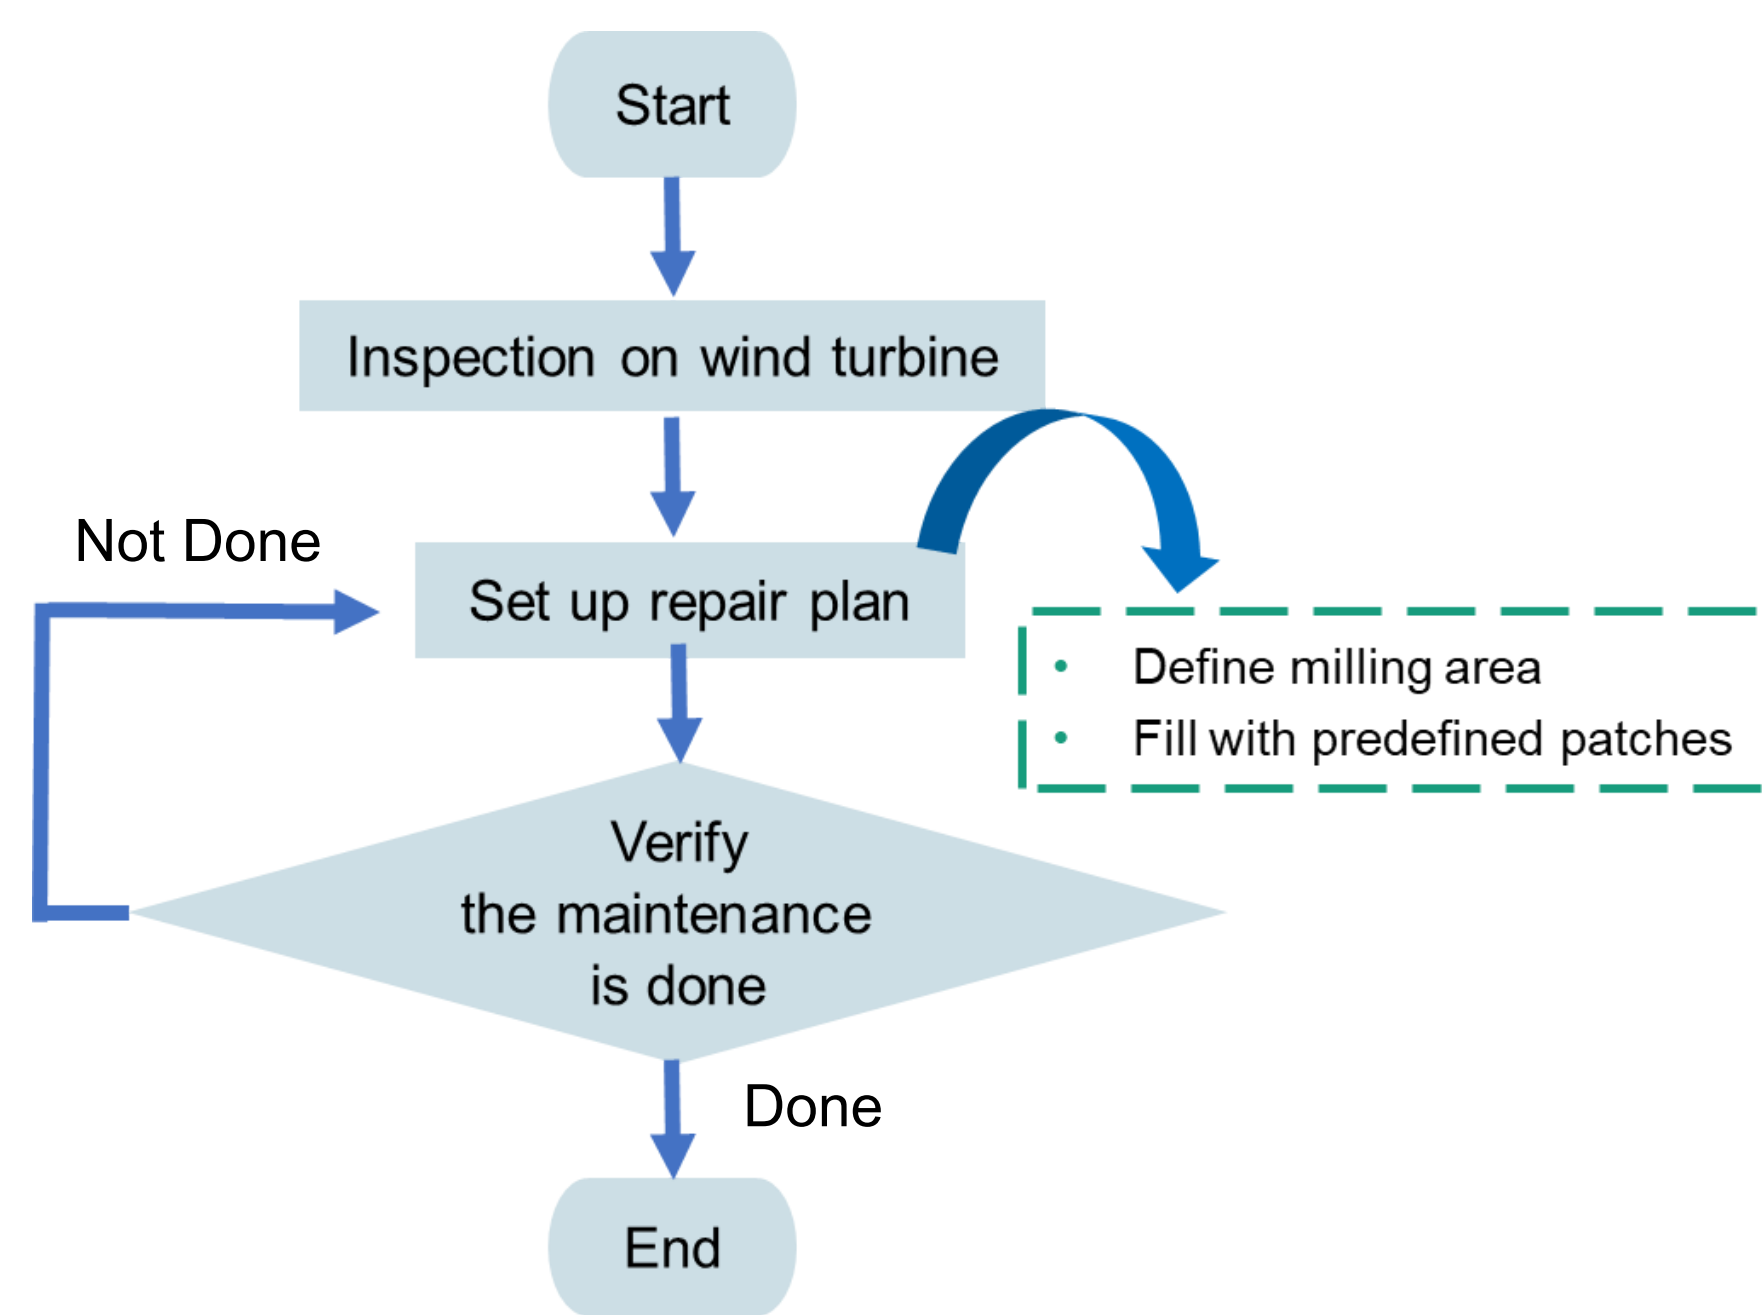 Start
Inspection on wind turbine
Not Done
Set up repair plan
• Define milling area
• Fill with predefined patches
Verify
the maintenance
is done
Done
End